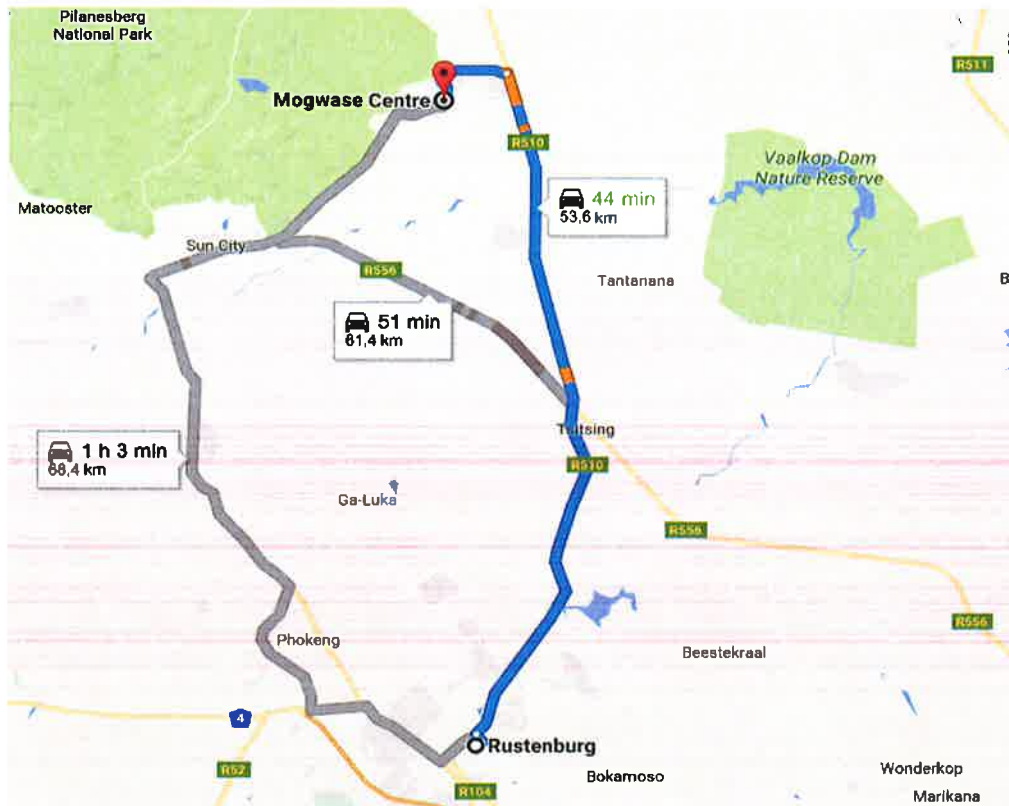 Pilanesberg
National Park
R511
Mogwase Centre
R510
Vaalkop Dam
Nature Reserve
44 min
53,6 km
Matooster
Sun City
R556
Tantanana
51 min
61,4 km
Tsitsing
1 h 3 min
68,4 km
R510
Ga-Luka
R556
R556
Phokeng
Beestekraal
4
Rustenburg
R52
Bokamoso
Wonderkop
R104
Marikana